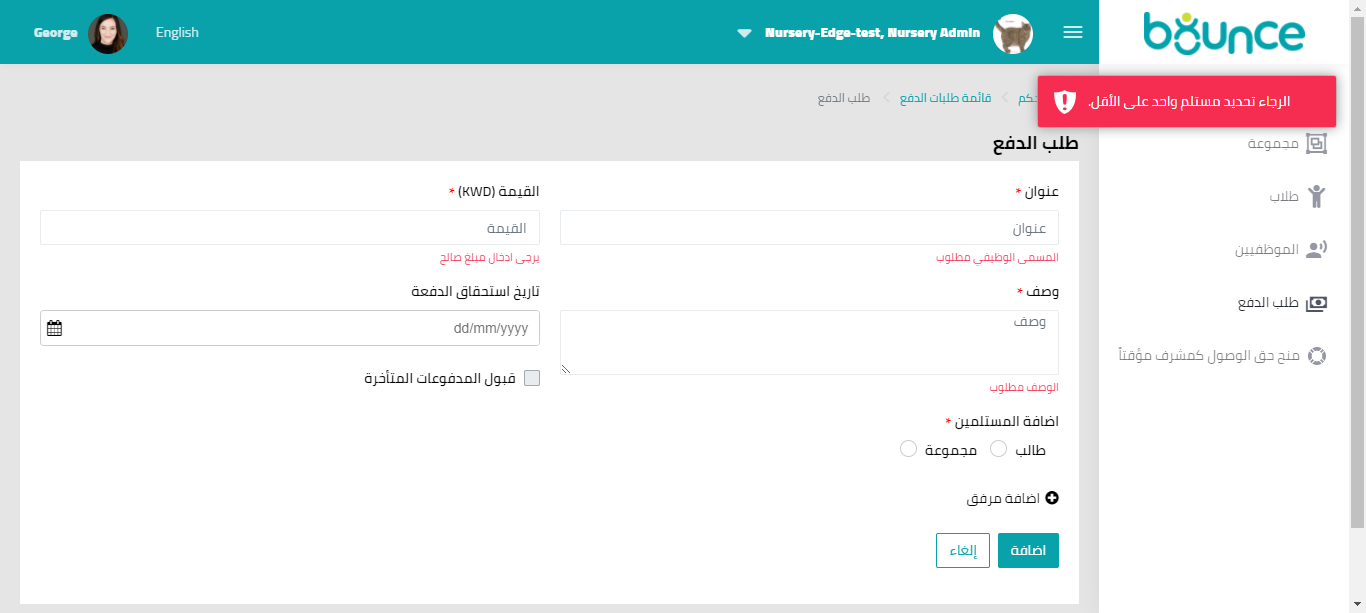 bounce
Nursery-Edge-test, Nursery Admin
English
George
الرجاء تحديد مستلم واحد على الأقل.
قائمة طلبات الدفع
طلب الدفع
مجموعة
طلاب
الموظفيين
طلب الدفع
منح حق الوصول كمشرف مؤقتاً
طلب الدفع
عنوان *
عنوان
المسمى الوظيفي مطلوب
القيمة (KWD) *
القيمة
يرجى ادخال مبلغ صالح
وصف *
وصف
الوصف مطلوب
تاريخ استحقاق الدفعة
dd/mm/yyyy
قبول المدفوعات المتأخرة
اضافة المستلمين *
طالب
مجموعة
اضافة مرفق
اضافة
إلغاء